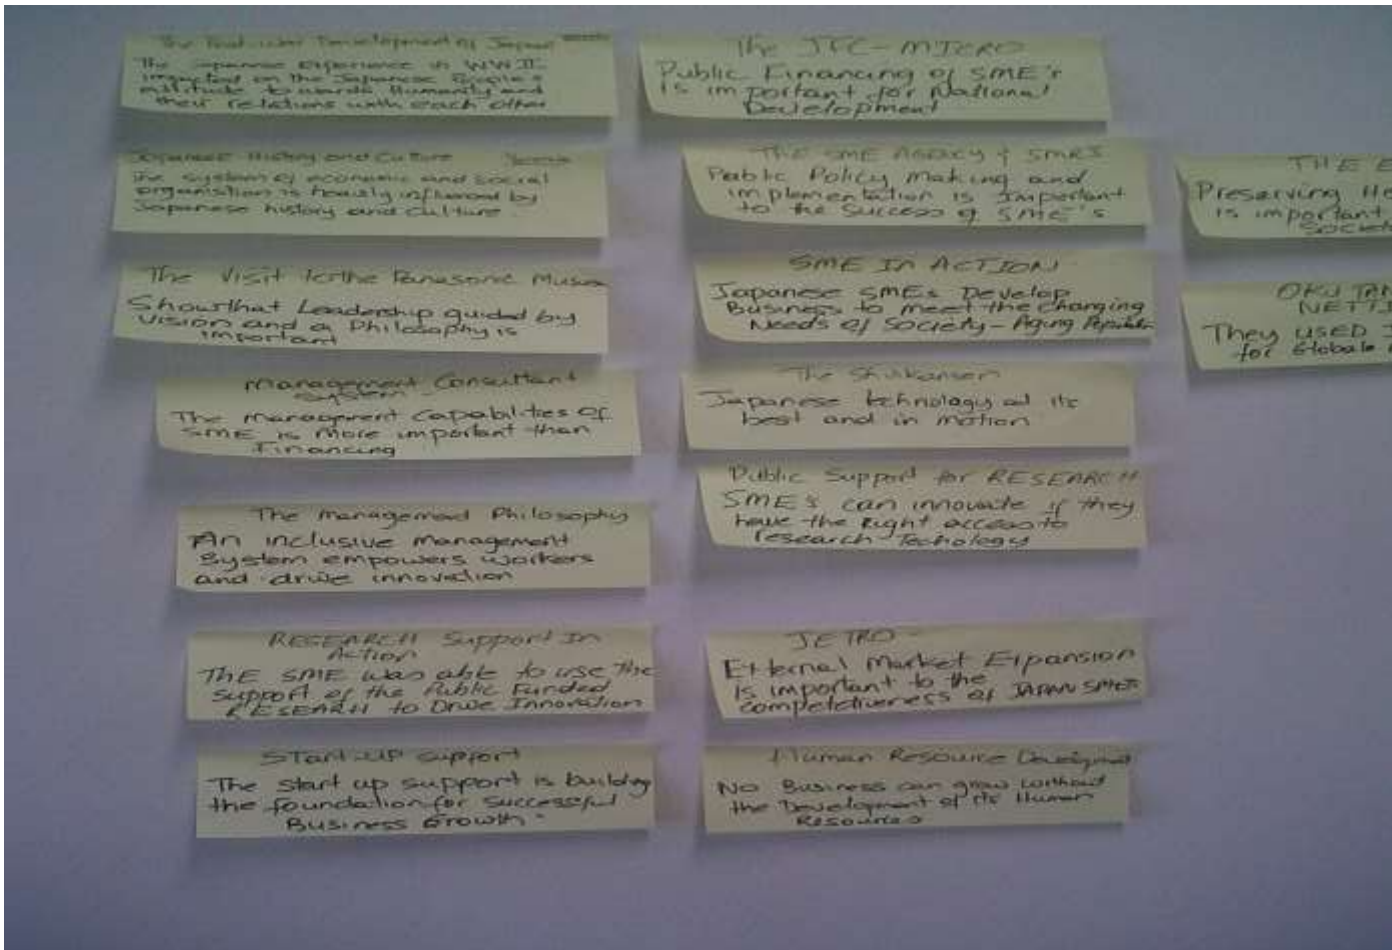 The Post-war Development of Japan
The Japanese Experience in WWII
impacted on the Japanese People's
attitude towards Humanity and
their relations with each other
Japanese History and Culture
The system of economic and social
organistion is heavily influenced by
Japanese history and culture
The Visit to the Panasonic Museu
Show that Leadership guided by
Vision and a Philosophy is
important
Management Consultant
System
The management capabilities of
SME is more important than
Financing
The management Philosophy
An inclusive management
System empowers workers
and drive innovation
RESEARCH Support In
Action
THE SME was able to use the
support of the Public Funded
RESEARH to Drive Innovation
START-UP support
The start up support is building
the foundation for successful
Business Growth
The JFC-MICRO
Public Financing of SME's
is important for National
Development
THE SME AGENCY & SMRJ
Public Policy making and
implementation is Important
to the Success of SME's
SME IN ACTION
Japanese SMEs Develop
Business to meet the changing
Needs of Society - Aging Population
The Shikansen
Japanese technology at its
best and in motion
Public Support for RESEARCH
SME's can innovate if they
have the Right access to
research Techology
JETRO -
External Market Expansion
is important to the
competitiveness of JAPAN SMES
Human Resource Development
No Business can grow without
the Development of its Human
Resources
THE E
Preserving
is important
OKU
They USED
for Globale